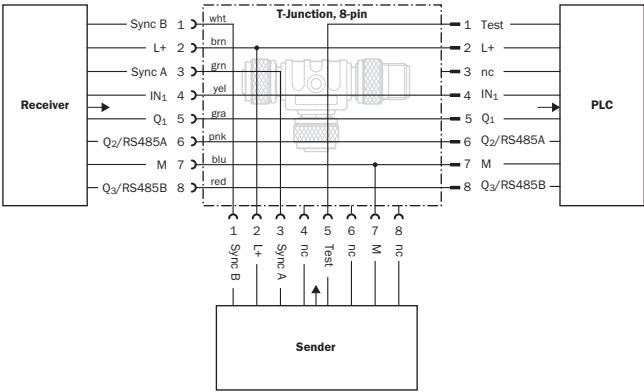 T-Junction, 8-pin
Sync B 1 wht 1 Test
L+ 2 brn 2 L+
Sync A 3 grn 3 nc
IN1 4 yel 4 IN1
Receiver
PLC
Q1 5 gra 5 Q1
Q2/RS485A 6 pnk 6 Q2/RS485A
M 7 blu 7 M
Q3/RS485B 8 red 8 Q3/RS485B
1 2 3 4 5 6 7 8
Sync B
L+
Sync A
nc
Test
nc
M
nc
Sender